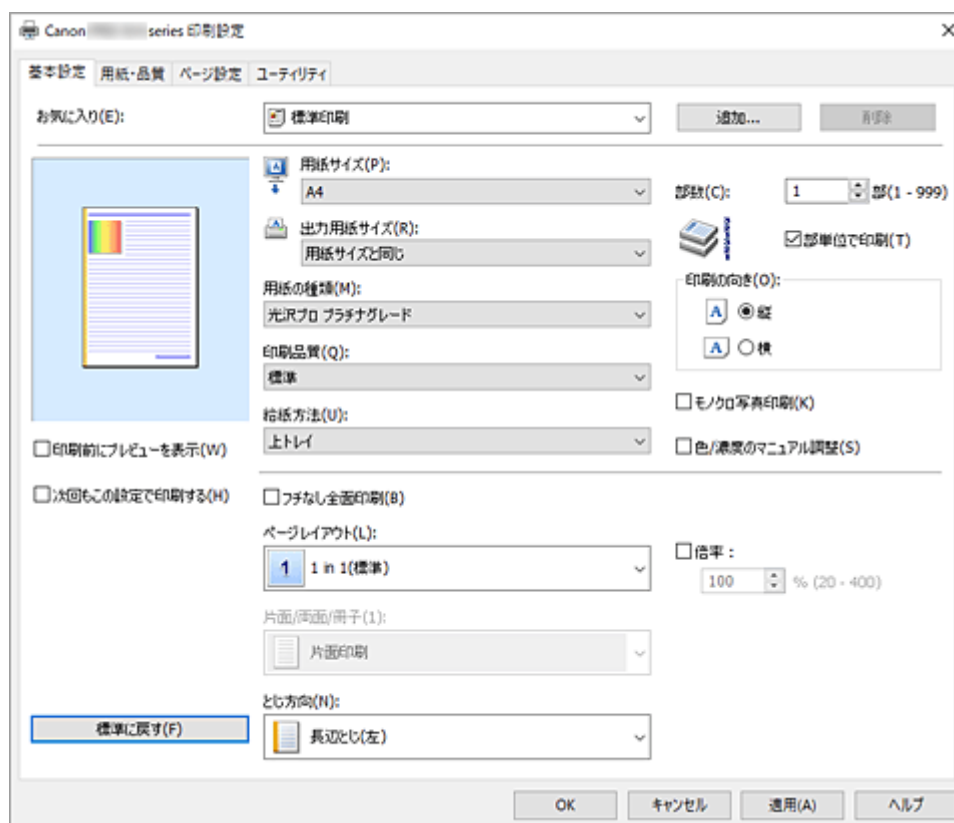 Canon series 印刷設定
基本設定 用紙・品質 ページ設定 ユーティリティ
お気に入り(E):
標準印刷
追加...
削除
用紙サイズ(P):
A4
出力用紙サイズ(R):
用紙サイズと同じ
用紙の種類(M):
光沢プロ プラチナグレード
印刷品質(Q):
標準
給紙方法(U):
上トレイ
部数(C):
1
部(1 - 999)
部単位で印刷(T)
印刷の向き(O):
A 縦
A 横
モノクロ写真印刷(K)
色/濃度のマニュアル調整(S)
印刷前にプレビューを表示(W)
次回もこの設定で印刷する(H)
フチなし全面印刷(B)
ページレイアウト(L):
1 1 in 1(標準)
倍率:
100 % (20 - 400)
片面/両面/冊子(1):
片面印刷
とじ方向(N):
長辺とじ(左)
標準に戻す(F)
OK
キャンセル
適用(A)
ヘルプ